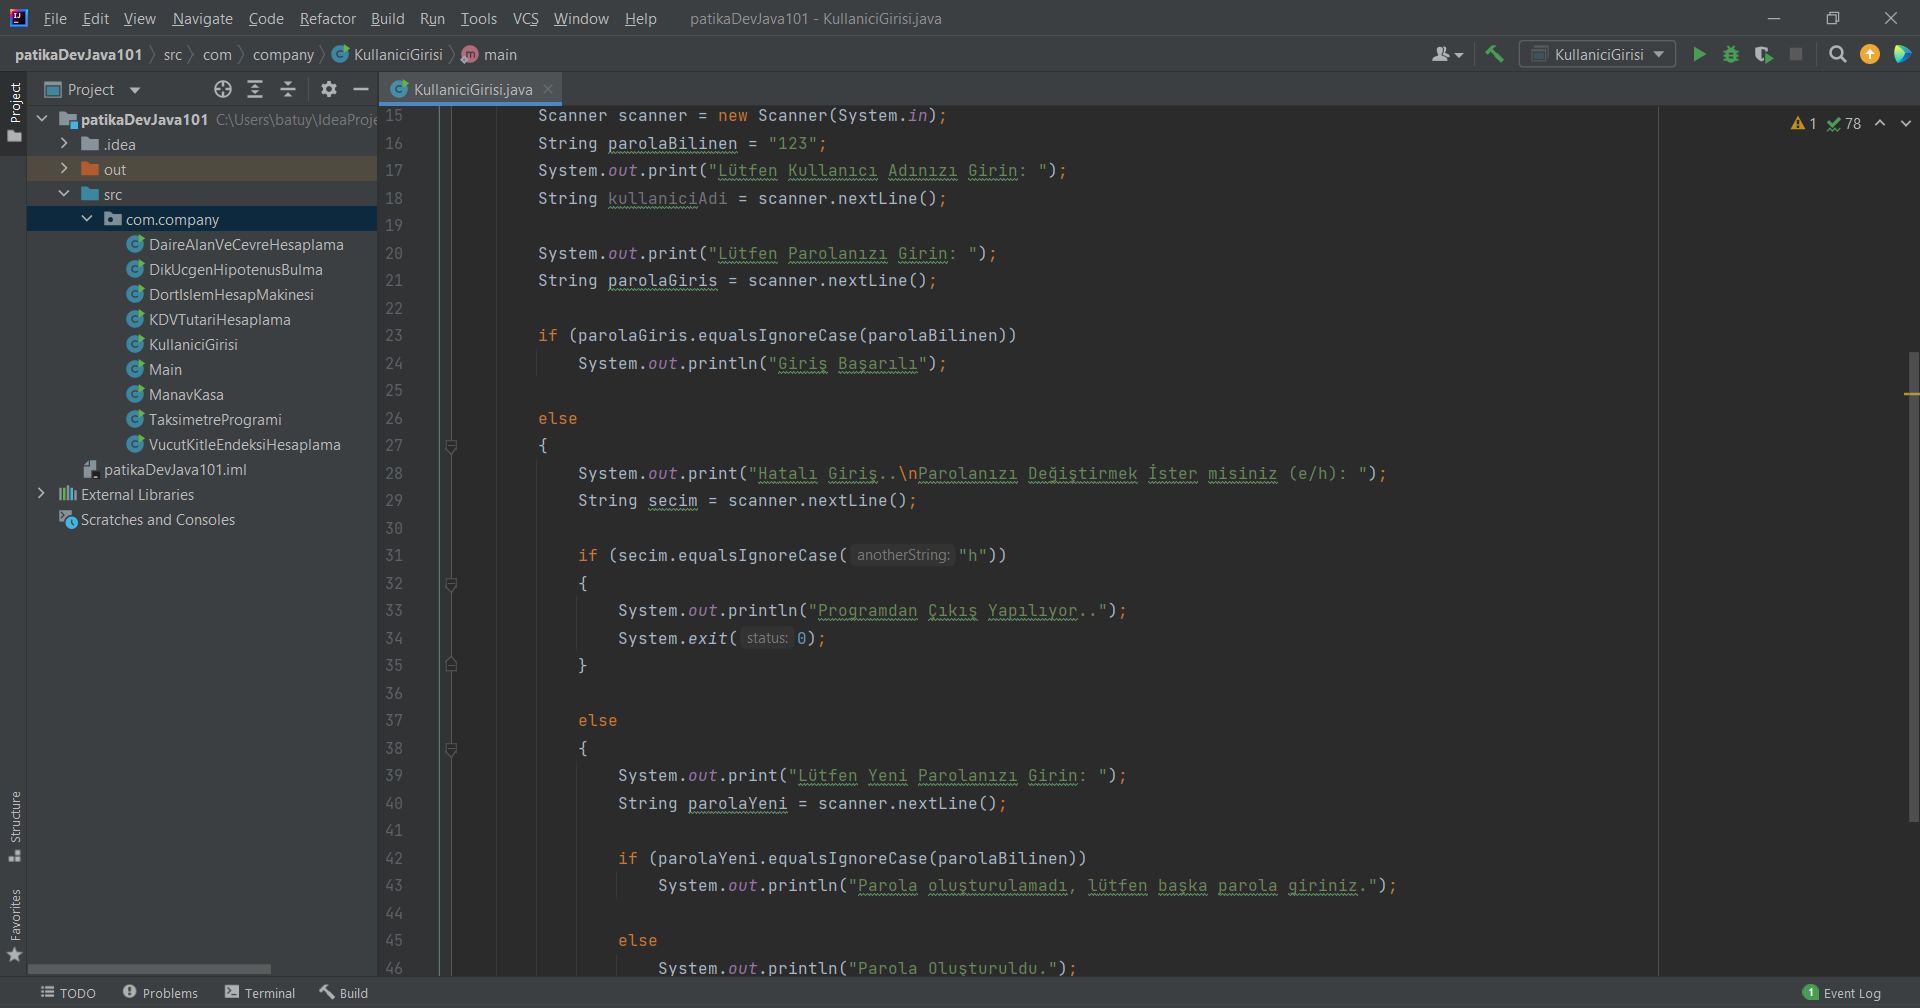 File Edit View Navigate Code Refactor Build Run Tools VCS Window Help patikaDevJava101 - KullaniciGirisi.java
patikaDevJava101 src com company KullaniciGirisi main KullaniciGirisi
Project
Project
KullaniciGirisi.java
patikaDevJava101 C:\Users\batuy\IdeaProje
.idea
out
src
com.company
DaireAlanVeCevreHesaplama
DikUcgenHipotenusBulma
DortIslemHesapMakinesi
KDVTutariHesaplama
KullaniciGirisi
Main
ManavKasa
TaksimetreProgrami
VucutKitleEndeksiHesaplama
patikaDevJava101.iml
External Libraries
Scratches and Consoles
Structure
Favorites
1 78
15 Scanner scanner = new Scanner(System.in);
16 String parolaBilinen = "123";
17 System.out.print("Lütfen Kullanıcı Adınızı Girin: ");
18 String kullaniciAdi = scanner.nextLine();
19
20 System.out.print("Lütfen Parolanızı Girin: ");
21 String parolaGiris = scanner.nextLine();
22
23 if (parolaGiris.equalsIgnoreCase(parolaBilinen))
24 System.out.println("Giriş Başarılı");
25
26 else
27 {
28 System.out.print("Hatalı Giriş..\nParolanızı Değiştirmek İster misiniz (e/h): ");
29 String secim = scanner.nextLine();
30
31 if (secim.equalsIgnoreCase( anotherString: "h"))
32 {
33 System.out.println("Programdan Çıkış Yapılıyor..");
34 System.exit( status: 0);
35 }
36
37 else
38 {
39 System.out.print("Lütfen Yeni Parolanızı Girin: ");
40 String parolaYeni = scanner.nextLine();
41
42 if (parolaYeni.equalsIgnoreCase(parolaBilinen))
43 System.out.println("Parola oluşturulamadı, lütfen başka parola giriniz.");
44
45 else
46 System.out.println("Parola Oluşturuldu.");
TODO Problems Terminal Build 1 Event Log